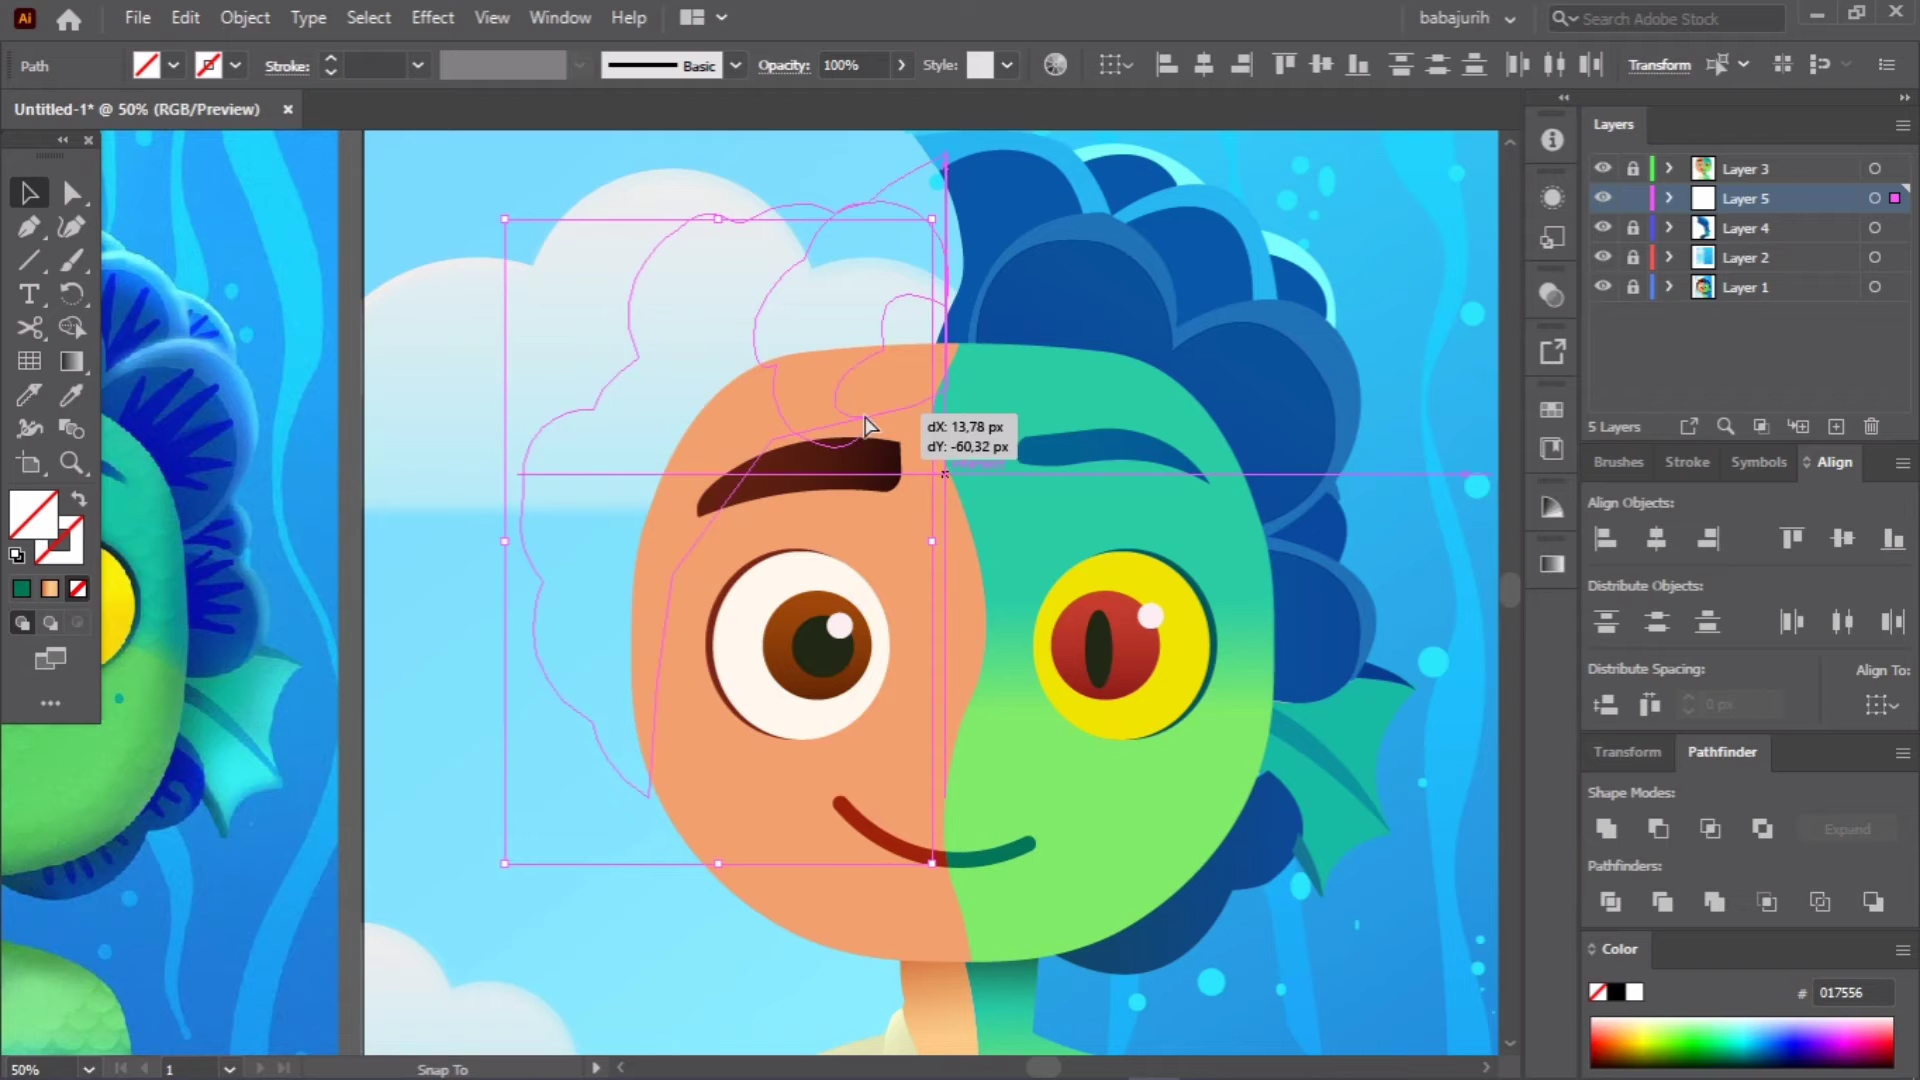 Ai File Edit Object Type Select Effect View Window Help babajurih Search Adobe Stock
Path Stroke: Basic Opacity: 100% Style: Transform
Untitled-1* @ 50% (RGB/Preview)
Layers
Layer 3
Layer 5
Layer 4
Layer 2
Layer 1
5 Layers
Brushes Stroke Symbols Align
Align Objects:
Distribute Objects:
Distribute Spacing: Align To:
0 px
Transform Pathfinder
Shape Modes:
Expand
Pathfinders:
Color
# 017556
dX: 13,78 px
dY: -60,32 px
50% 1 Snap To